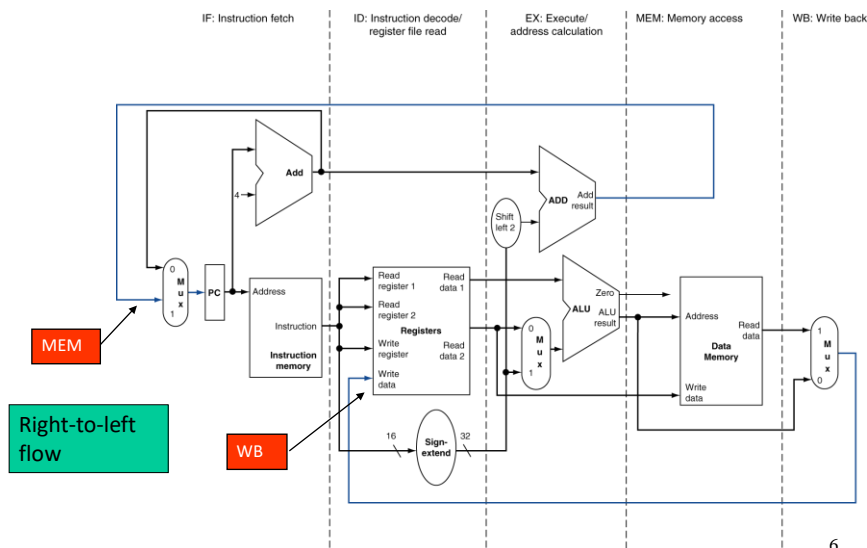 IF: Instruction fetch
ID: Instruction decode/
register file read
EX: Execute/
address calculation
MEM: Memory access
WB: Write back
Add
4
ADD
Add
result
Shift
left 2
0
M
u
x
1
PC
Address
Instruction
Instruction
memory
Read
register 1
Read
register 2
Write
register
Write
data
Registers
Read
data 1
Read
data 2
0
M
u
x
1
Zero
ALU
ALU
result
Address
Write
data
Data
Memory
Read
data
1
M
u
x
0
MEM
Right-to-left
flow
WB
16
Sign-
extend
32
6